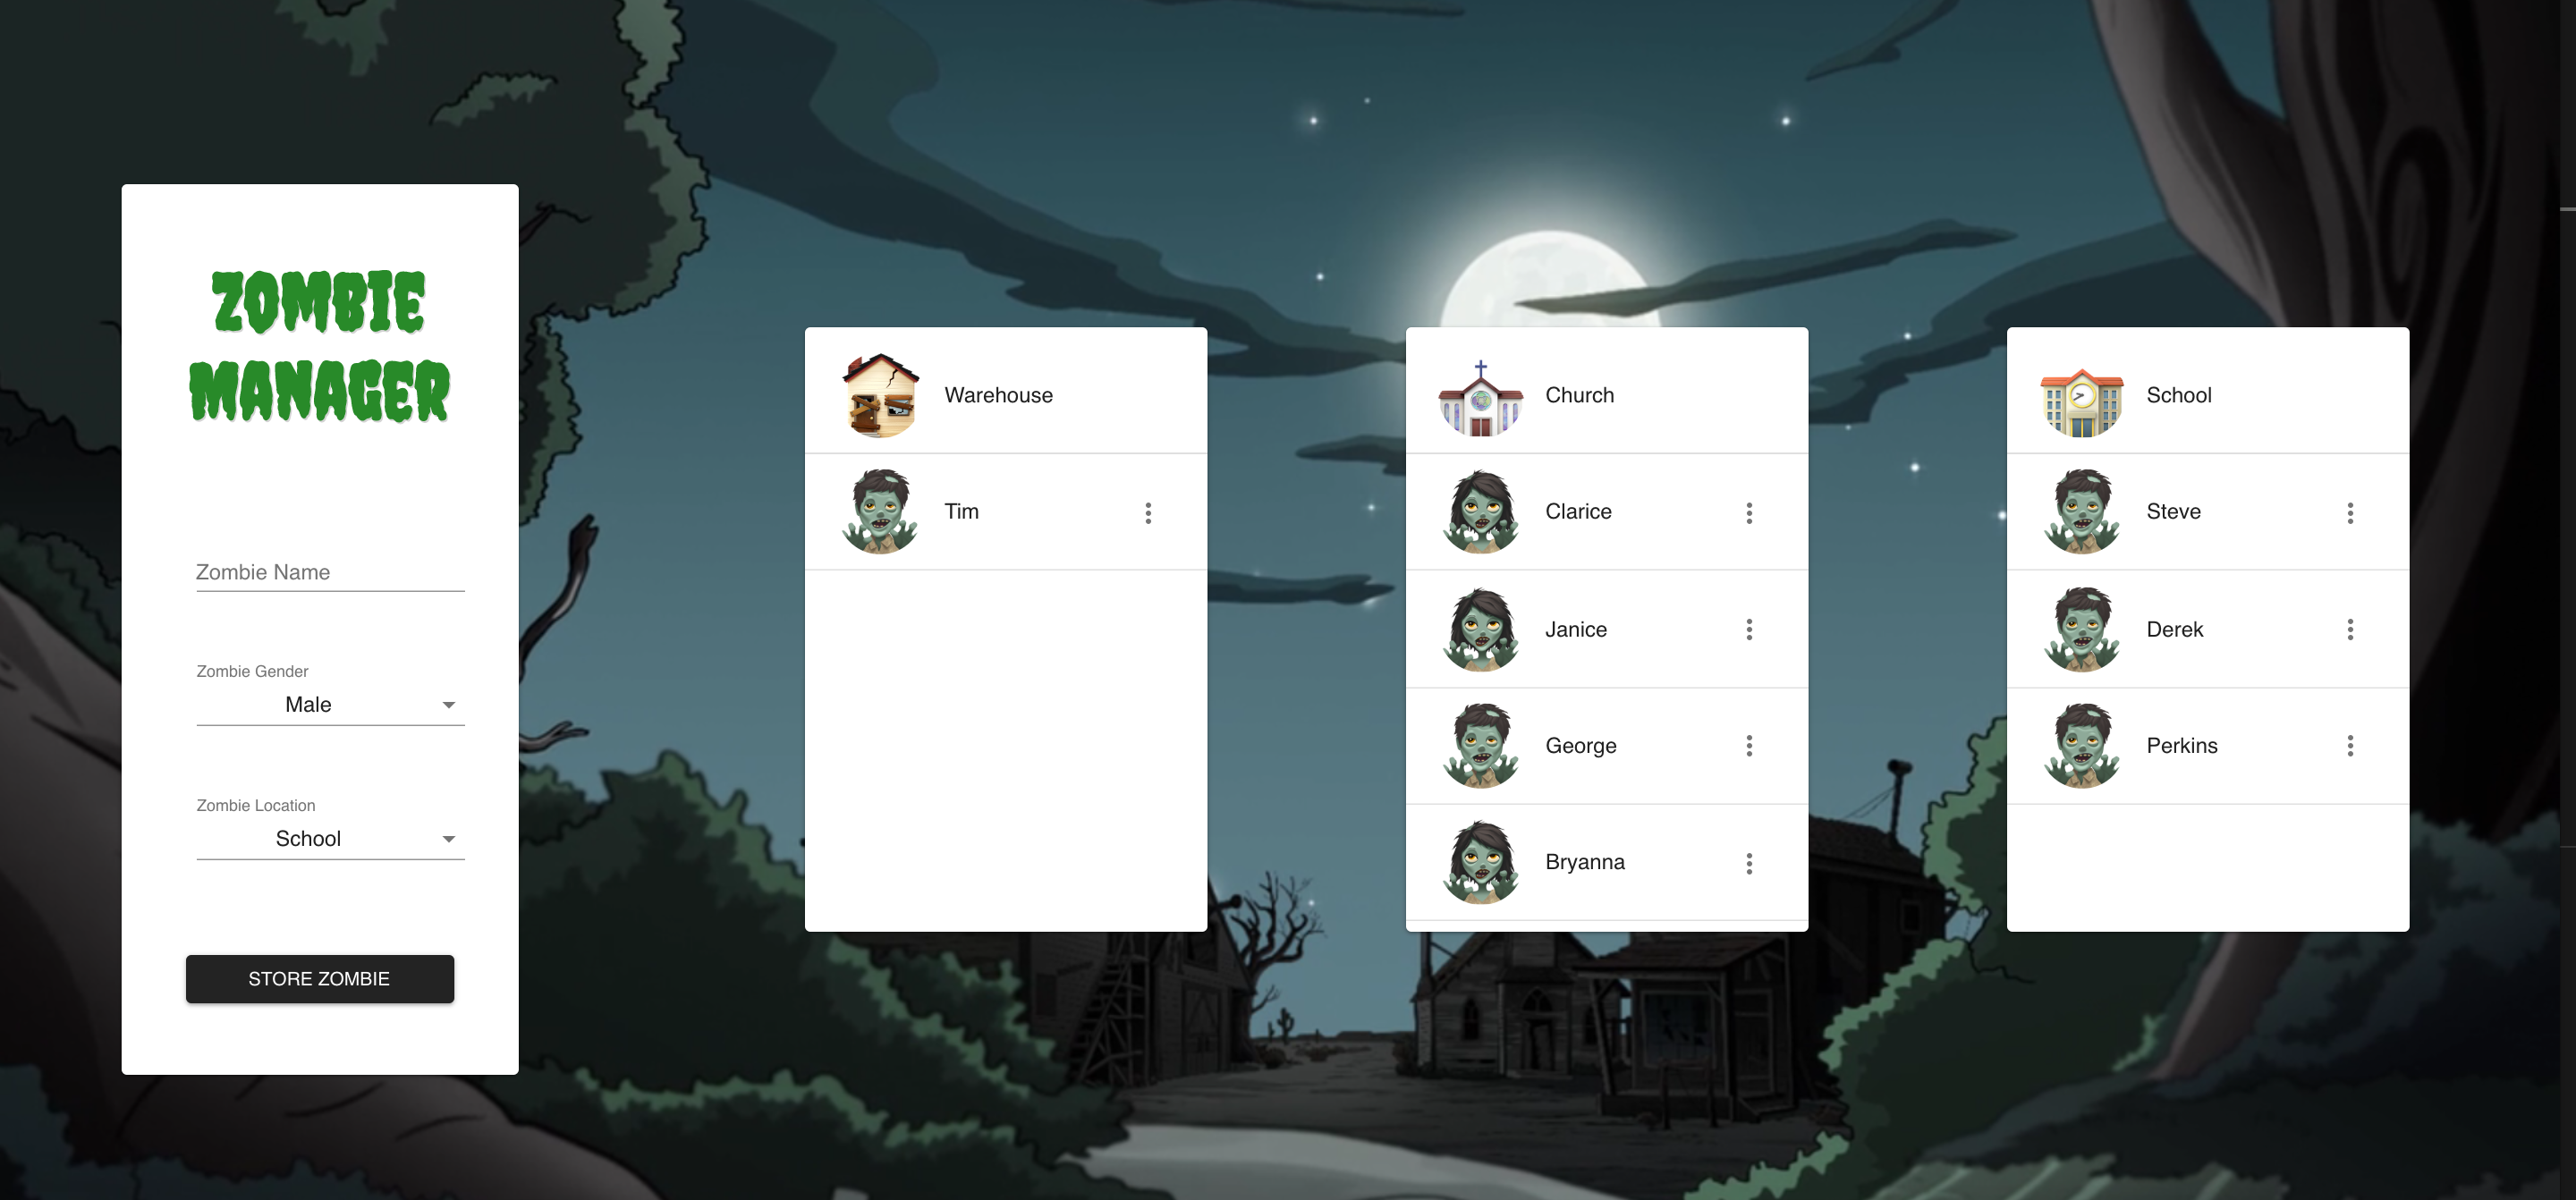 ZOMBIE
MANAGER
Zombie Name
Zombie Gender
Male
Zombie Location
School
STORE ZOMBIE
Warehouse
Tim
Church
Clarice
Janice
George
Bryanna
School
Steve
Derek
Perkins